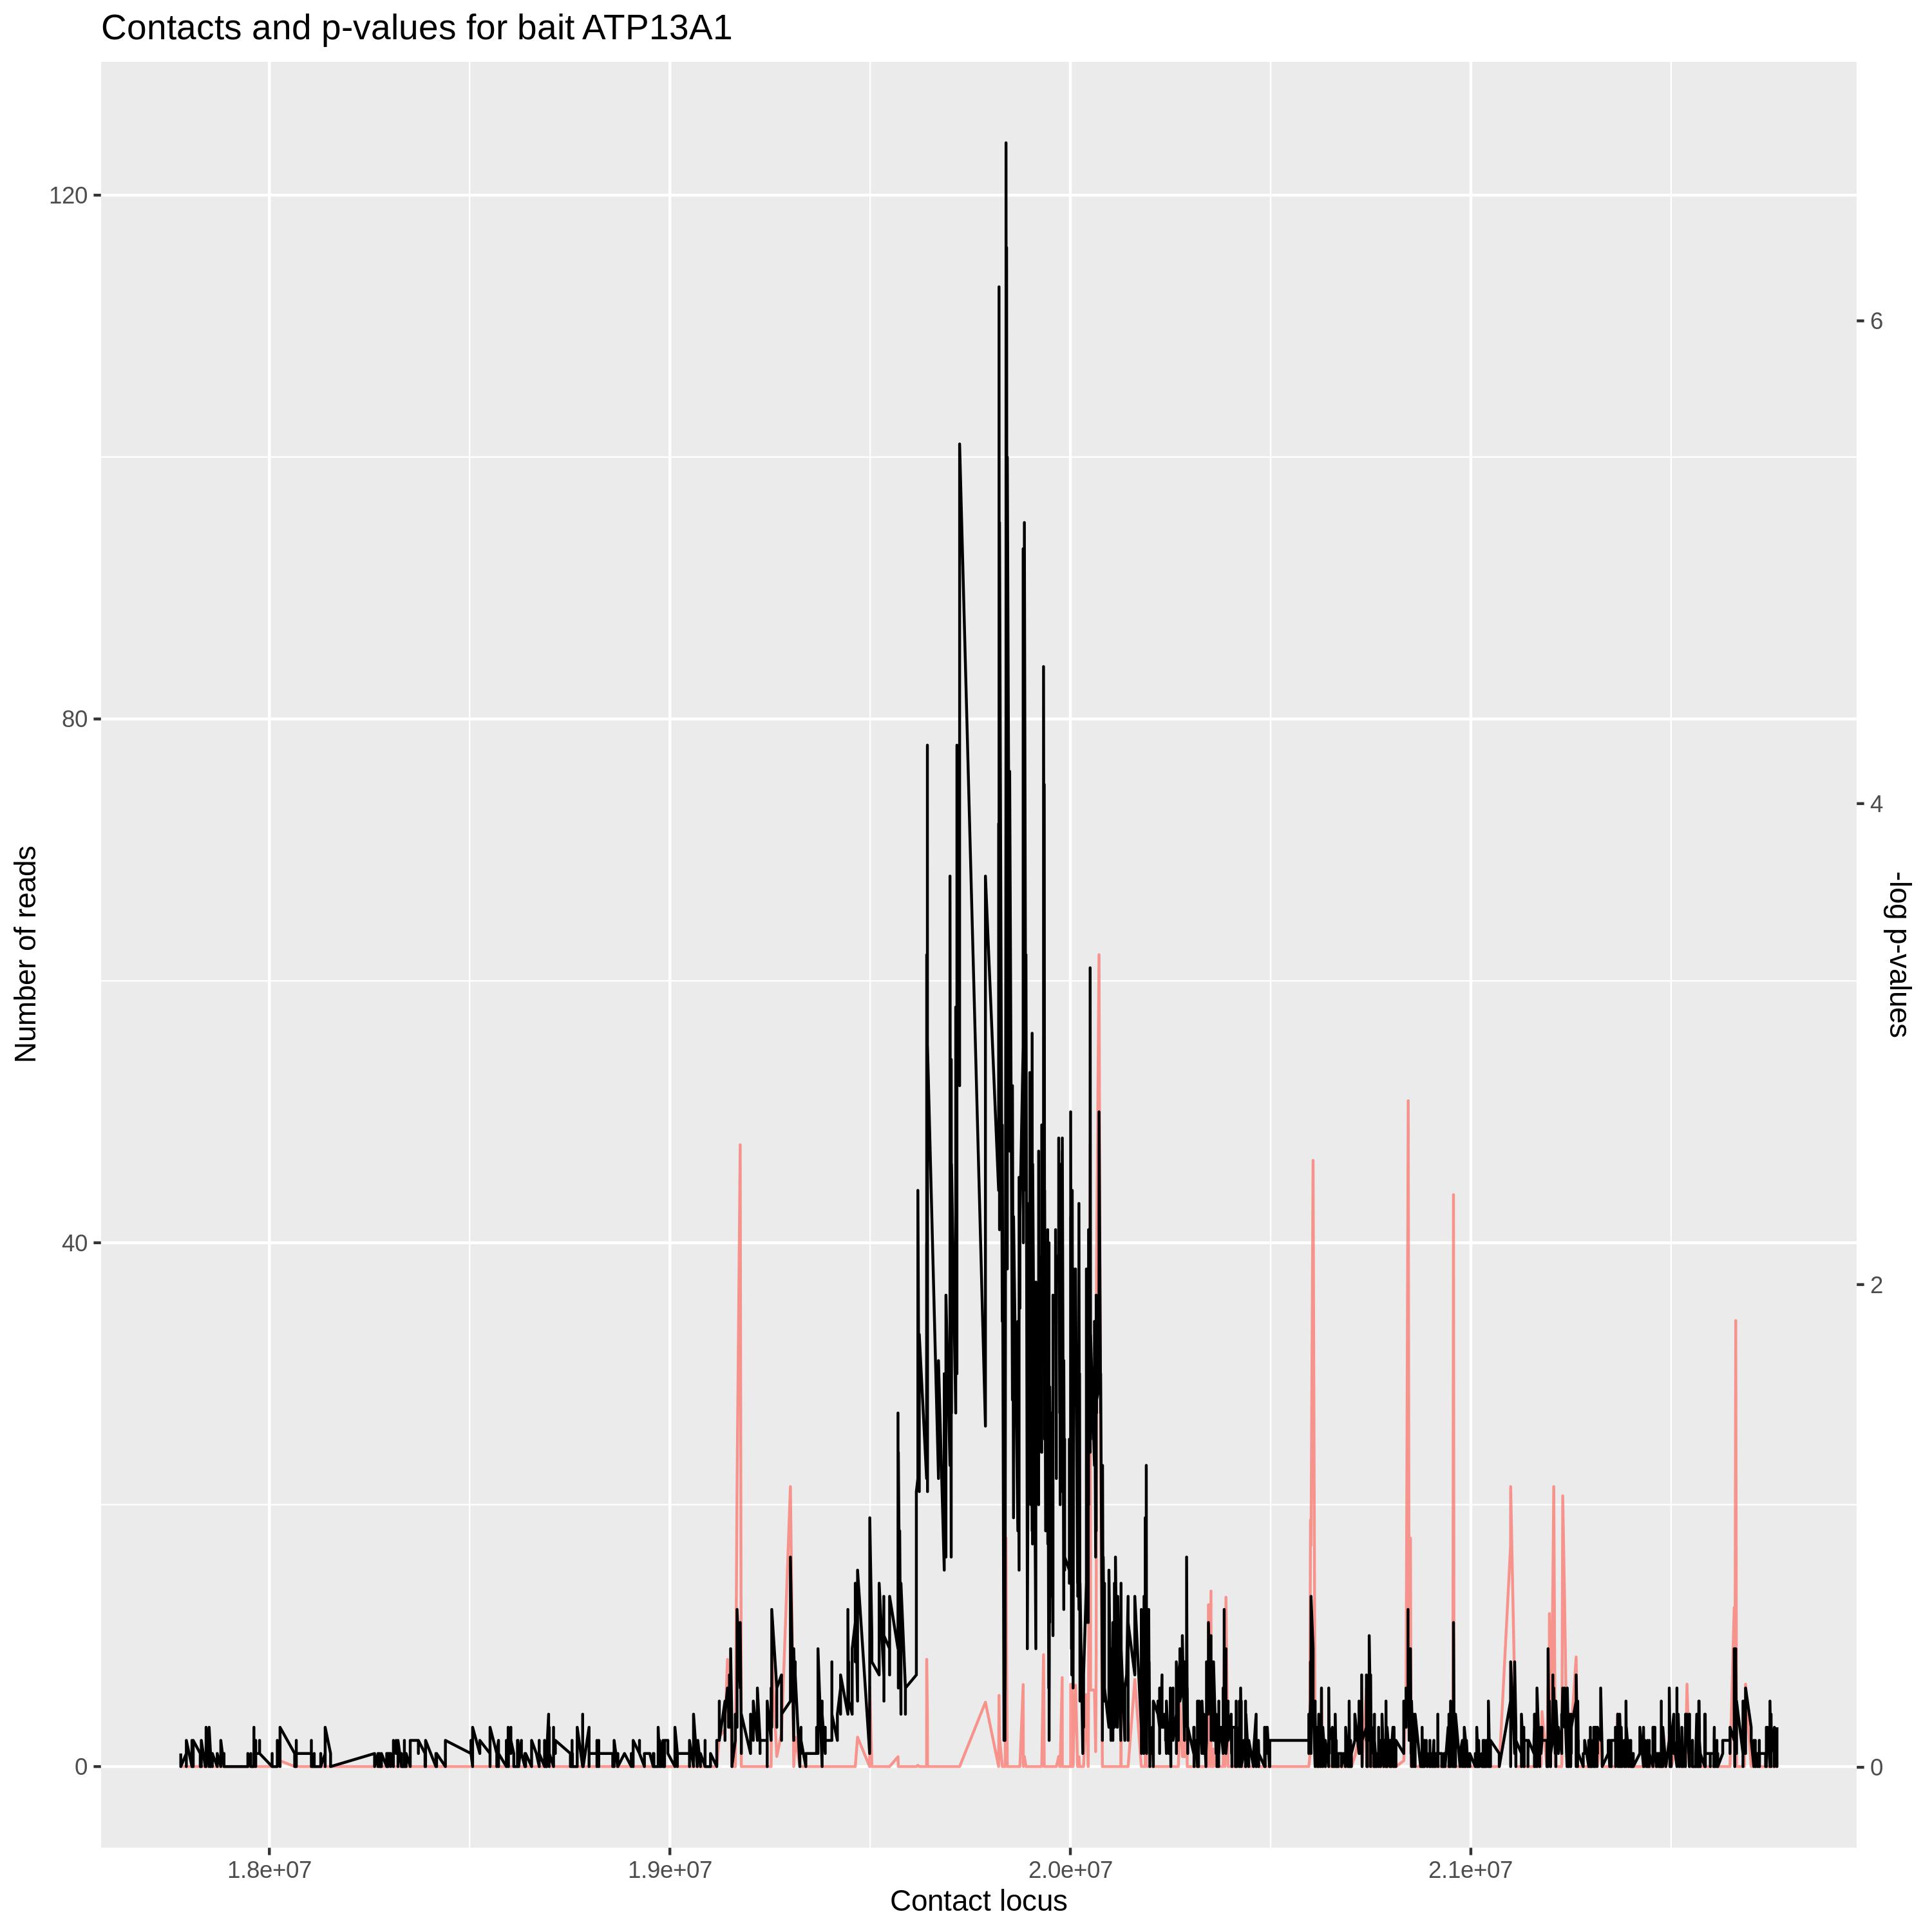 Contacts and p-values for bait ATP13A1
120
80
40
0
Number of reads
6
4
2
0
-log p-values
1.8e+07
1.9e+07
2.0e+07
2.1e+07
Contact locus